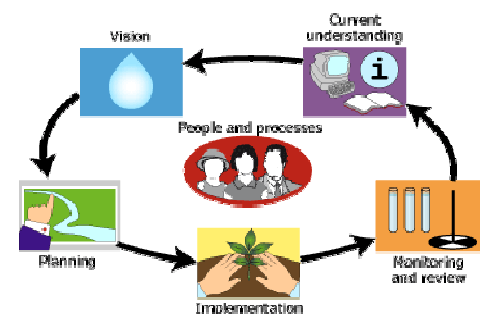 Current
understanding
Vision
i
People and processes
Planning
Implementation
Monitoring
and review